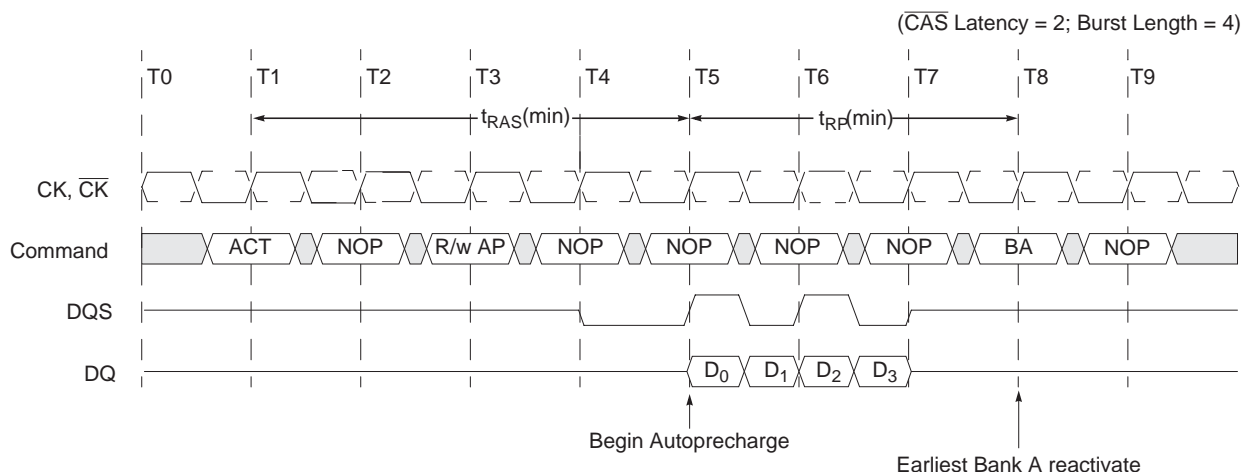 (CAS Latency = 2; Burst Length = 4)
T0 T1 T2 T3 T4 T5 T6 T7 T8 T9
tRAS(min) tRP(min)
CK, CK
Command ACT NOP R/w AP NOP NOP NOP NOP BA NOP
DQS
DQ D0 D1 D2 D3
Begin Autoprecharge
Earliest Bank A reactivate